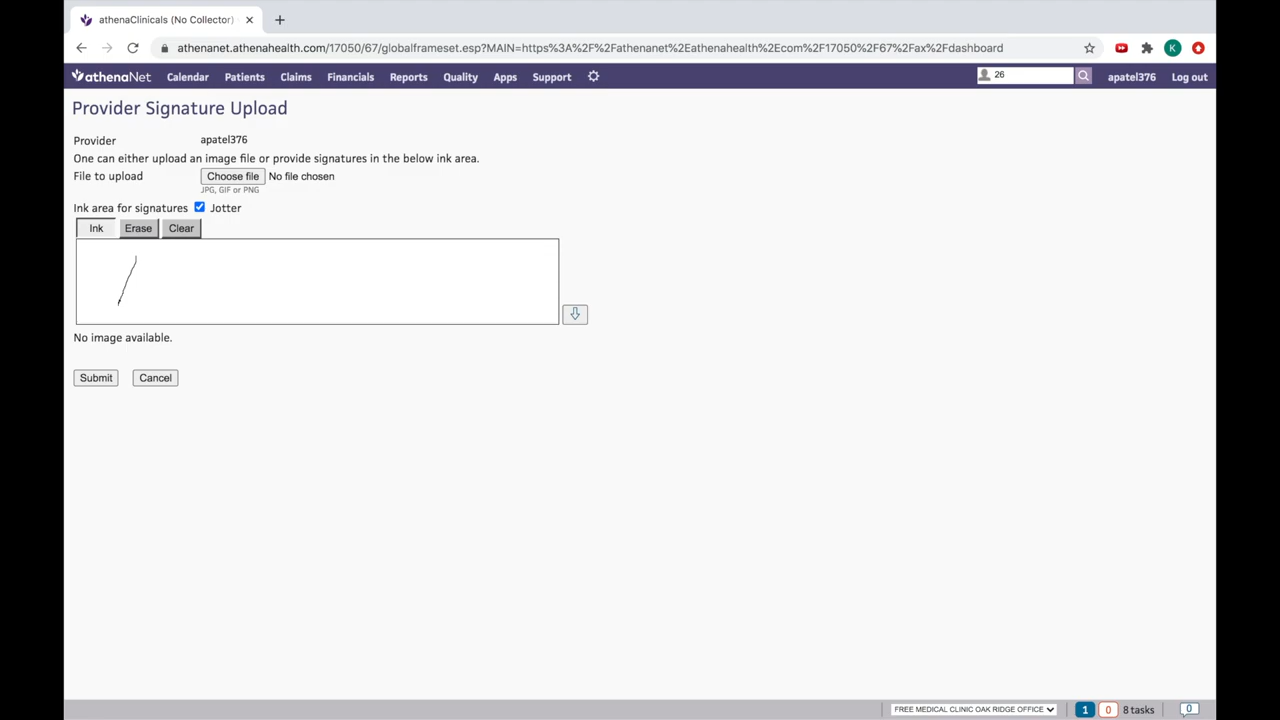 athenaClinicals (No Collector)
athenanet.athenahealth.com/17050/67/globalframeset.esp?MAIN=https%3A%2F%2Fathenanet%2Eathenahealth%2Ecom%2F17050%2F67%2Fax%2Fdashboard
K
athenaNet Calendar Patients Claims Financials Reports Quality Apps Support 26 apatel376 Log out
Provider Signature Upload
Provider apatel376
One can either upload an image file or provide signatures in the below ink area.
File to upload Choose file No file chosen
JPG, GIF or PNG
Ink area for signatures Jotter
Ink Erase Clear
No image available.
Submit Cancel
FREE MEDICAL CLINIC OAK RIDGE OFFICE 1 0 8 tasks 0